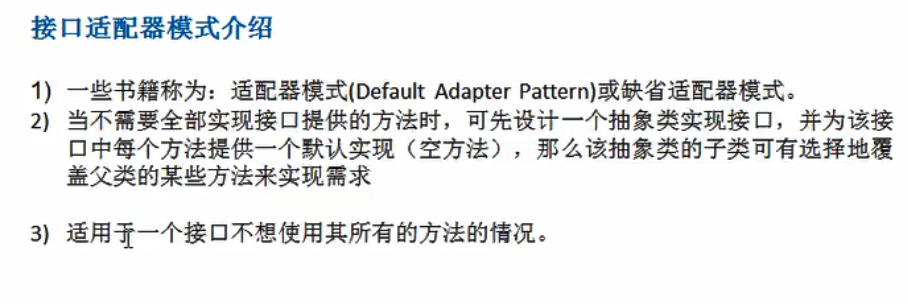 接口适配器模式介绍
1) 一些书籍称为：适配器模式(Default Adapter Pattern)或缺省适配器模式。
2) 当不需要全部实现接口提供的方法时，可先设计一个抽象类实现接口，并为该接
口中每个方法提供一个默认实现（空方法），那么该抽象类的子类可有选择地覆
盖父类的某些方法来实现需求
3) 适用于一个接口不想使用其所有的方法的情况。